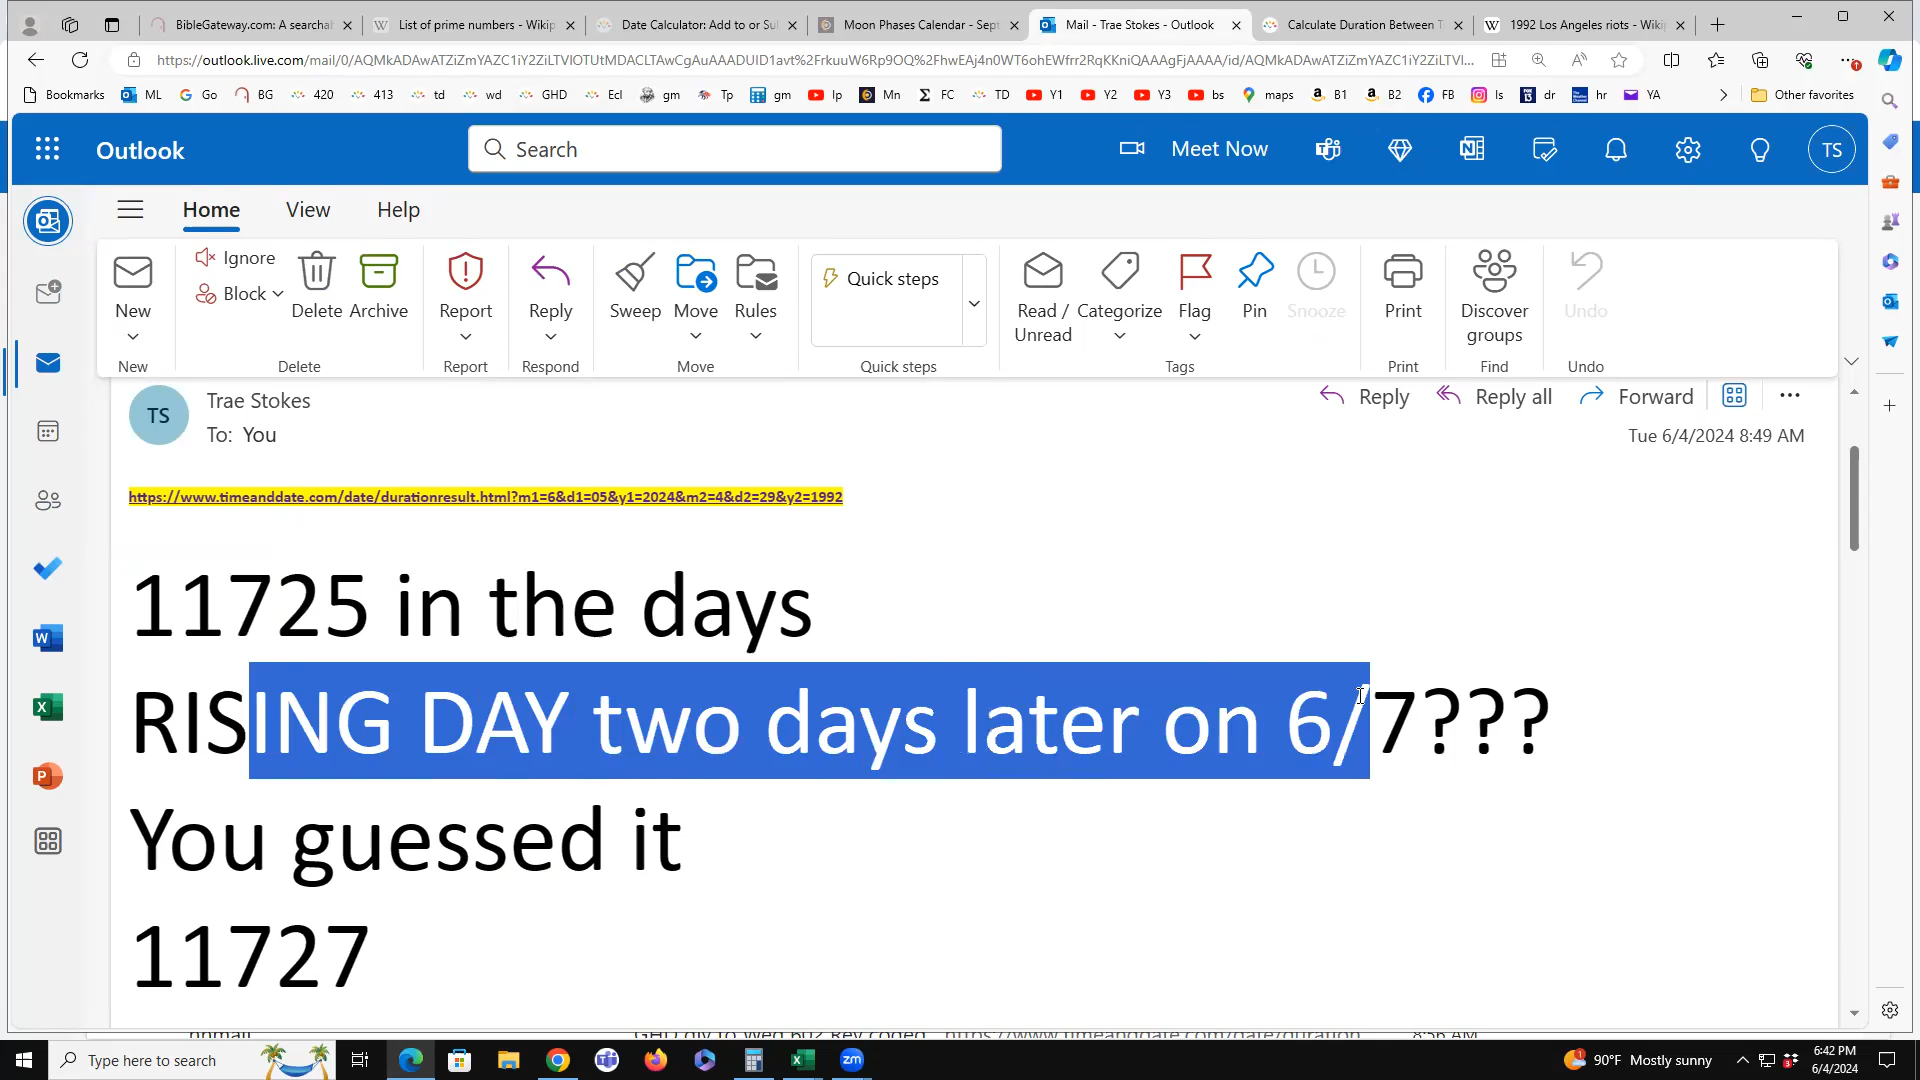 BibleGateway.com: A searchab
List of prime numbers - Wikip
Date Calculator: Add to or Su
Moon Phases Calendar - Sept
Mail - Trae Stokes - Outlook
Calculate Duration Between T
1992 Los Angeles riots - Wikip
https://outlook.live.com/mail/0/AQMkADAwATZiZmYAZC1iY2ZiLTVlOTUtMDACLTAwCgAuAAADUID1avt%2FrkuuW6Rp9OQ%2FhwEAj4n0WT6ohEWfrr2RqKKniQAAAgFjAAAA/id/AQMkADAwATZiZmYAZC1iY2ZiLTVl...
Bookmarks ML Go BG 420 413 td wd GHD Ecl gm Tp gm Ip Mn FC TD Y1 Y2 Y3 bs maps B1 B2 FB Is dr hr YA Other favorites
Outlook Search Meet Now TS
Home View Help
New Ignore Block Delete Archive Report Reply Sweep Move Rules Quick steps Read / Unread Categorize Flag Pin Snooze Print Discover groups Undo
New Delete Report Respond Move Quick steps Tags Print Find Undo
TS Trae Stokes Reply Reply all Forward
To: You Tue 6/4/2024 8:49 AM
https://www.timeanddate.com/date/durationresult.html?m1=6&d1=05&y1=2024&m2=4&d2=29&y2=1992
11725 in the days
RISING DAY two days later on 6/7???
You guessed it
11727
Type here to search 90°F Mostly sunny 6:42 PM
6/4/2024